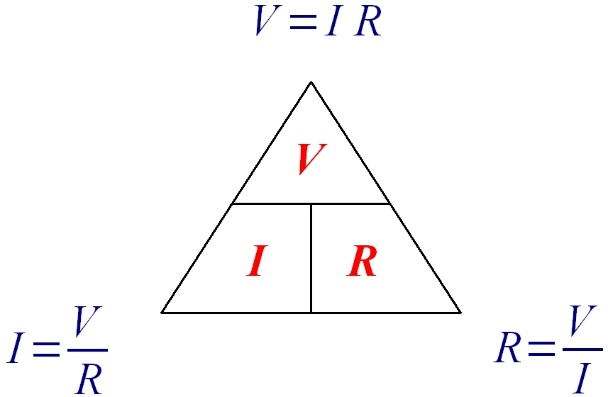 V = I R
V
I R
I = V/R
R = V/I